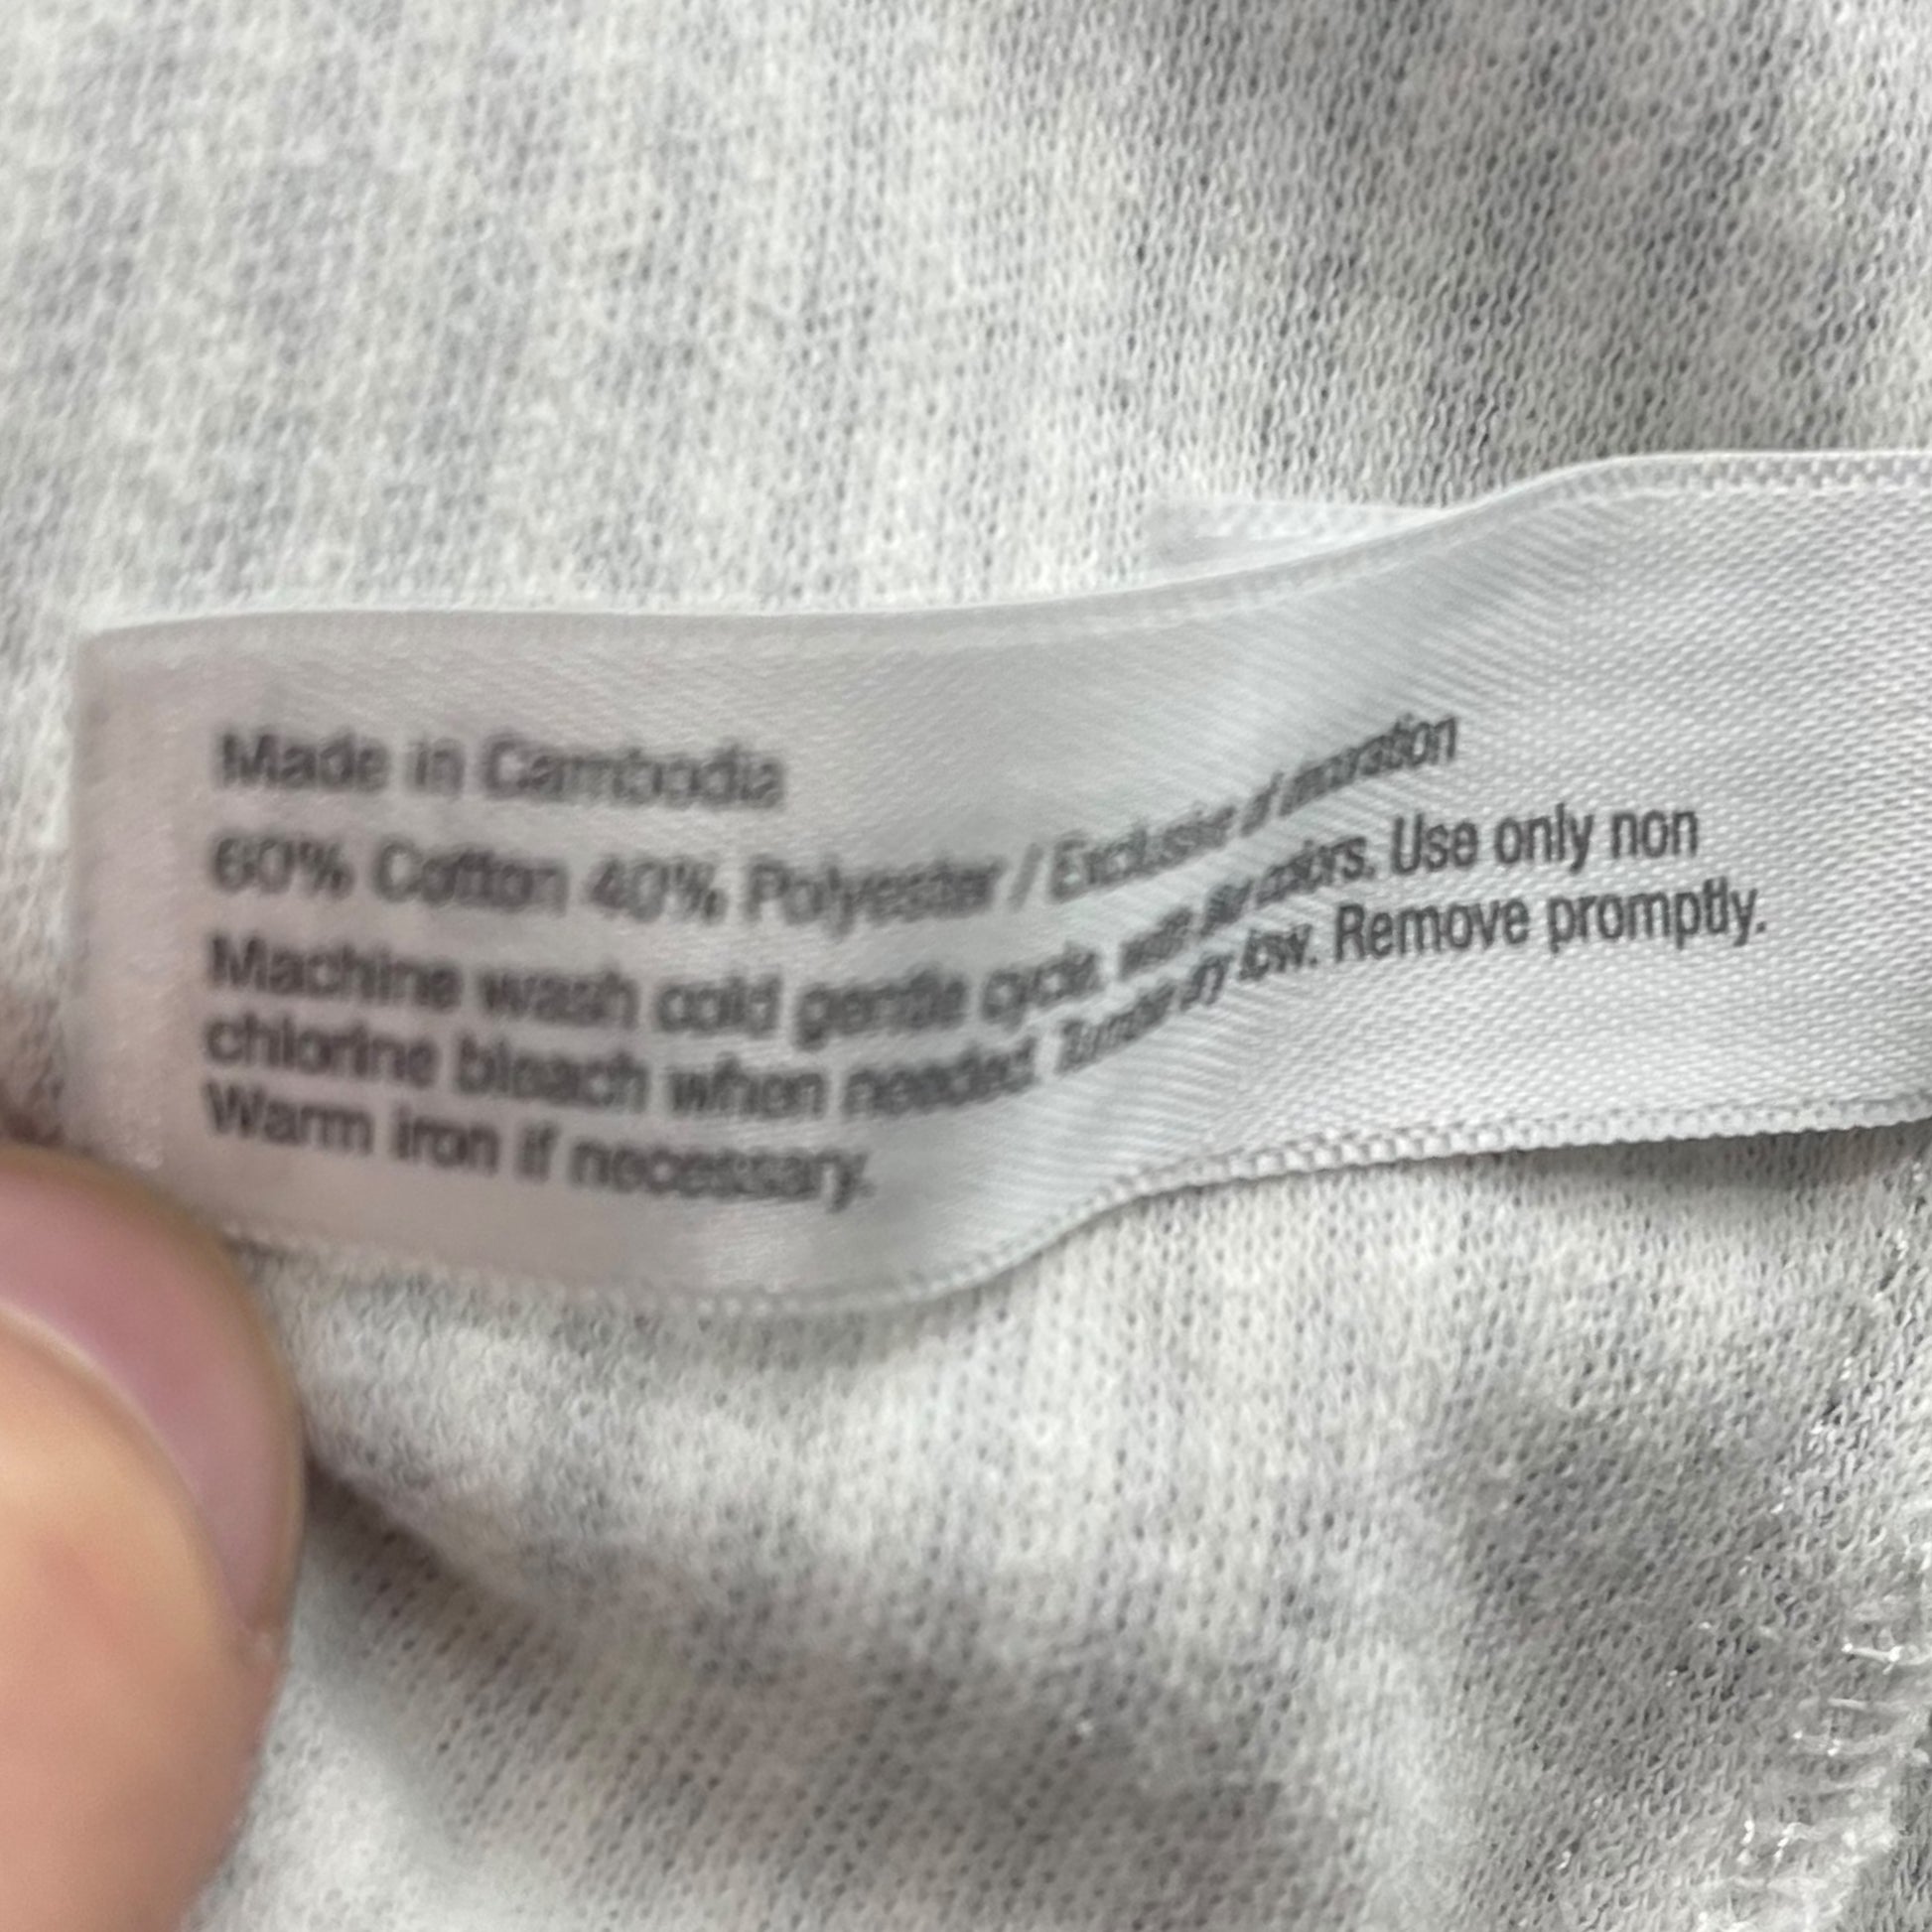 Made in Cambodia
60% Cotton 40% Polyester / Exclusive of decoration
Machine wash cold gentle cycle, with like colors. Use only non
chlorine bleach when needed. Tumble dry low. Remove promptly.
Warm iron if necessary.